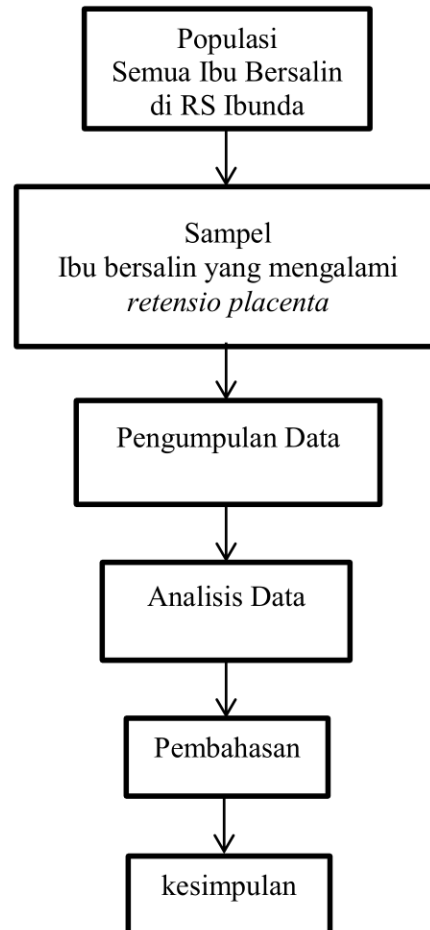 Populasi
Semua Ibu Bersalin
di RS Ibunda
Sampel
Ibu bersalin yang mengalami
retensio placenta
Pengumpulan Data
Analisis Data
Pembahasan
kesimpulan